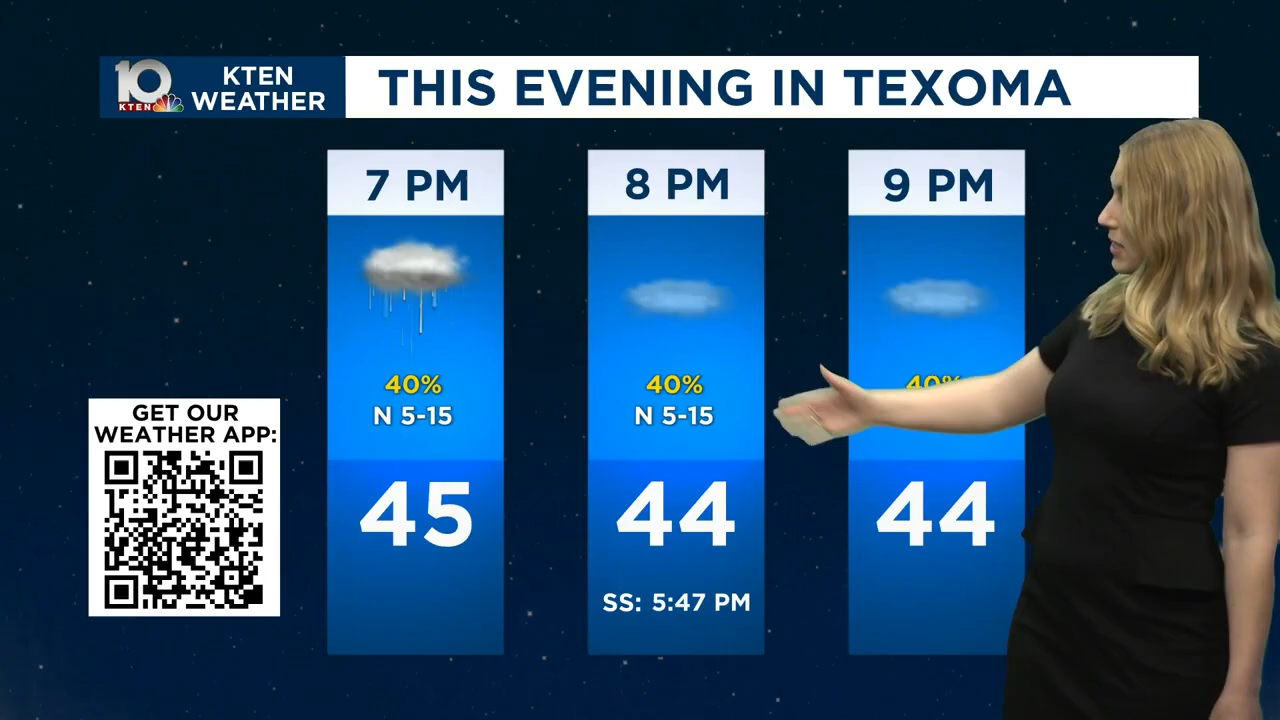 10
KTEN
KTEN
WEATHER
THIS EVENING IN TEXOMA
7 PM
40%
N 5-15
45
8 PM
40%
N 5-15
44
SS: 5:47 PM
9 PM
40%
44
GET OUR
WEATHER APP: